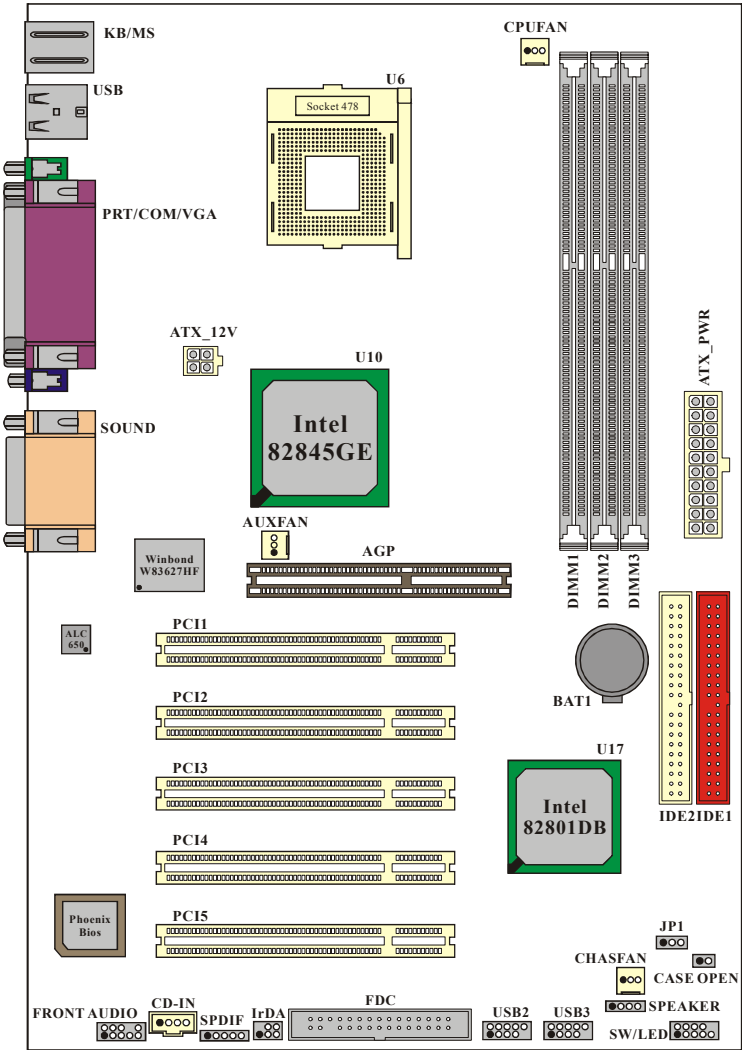 KB/MS
CPUFAN
USB
U6
Socket 478
PRT/COM/VGA
ATX_12V
U10
ATX_PWR
Intel
82845GE
SOUND
AUXFAN
AGP
Winbond
W83627HF
DIMM1
DIMM2
DIMM3
ALC
650
PCI1
BAT1
PCI2
U17
PCI3
Intel
82801DB
IDE2
IDE1
PCI4
Phoenix
Bios
PCI5
JP1
CHASFAN
CASE OPEN
FRONT AUDIO
CD-IN
SPDIF
IrDA
FDC
USB2
USB3
SPEAKER
SW/LED